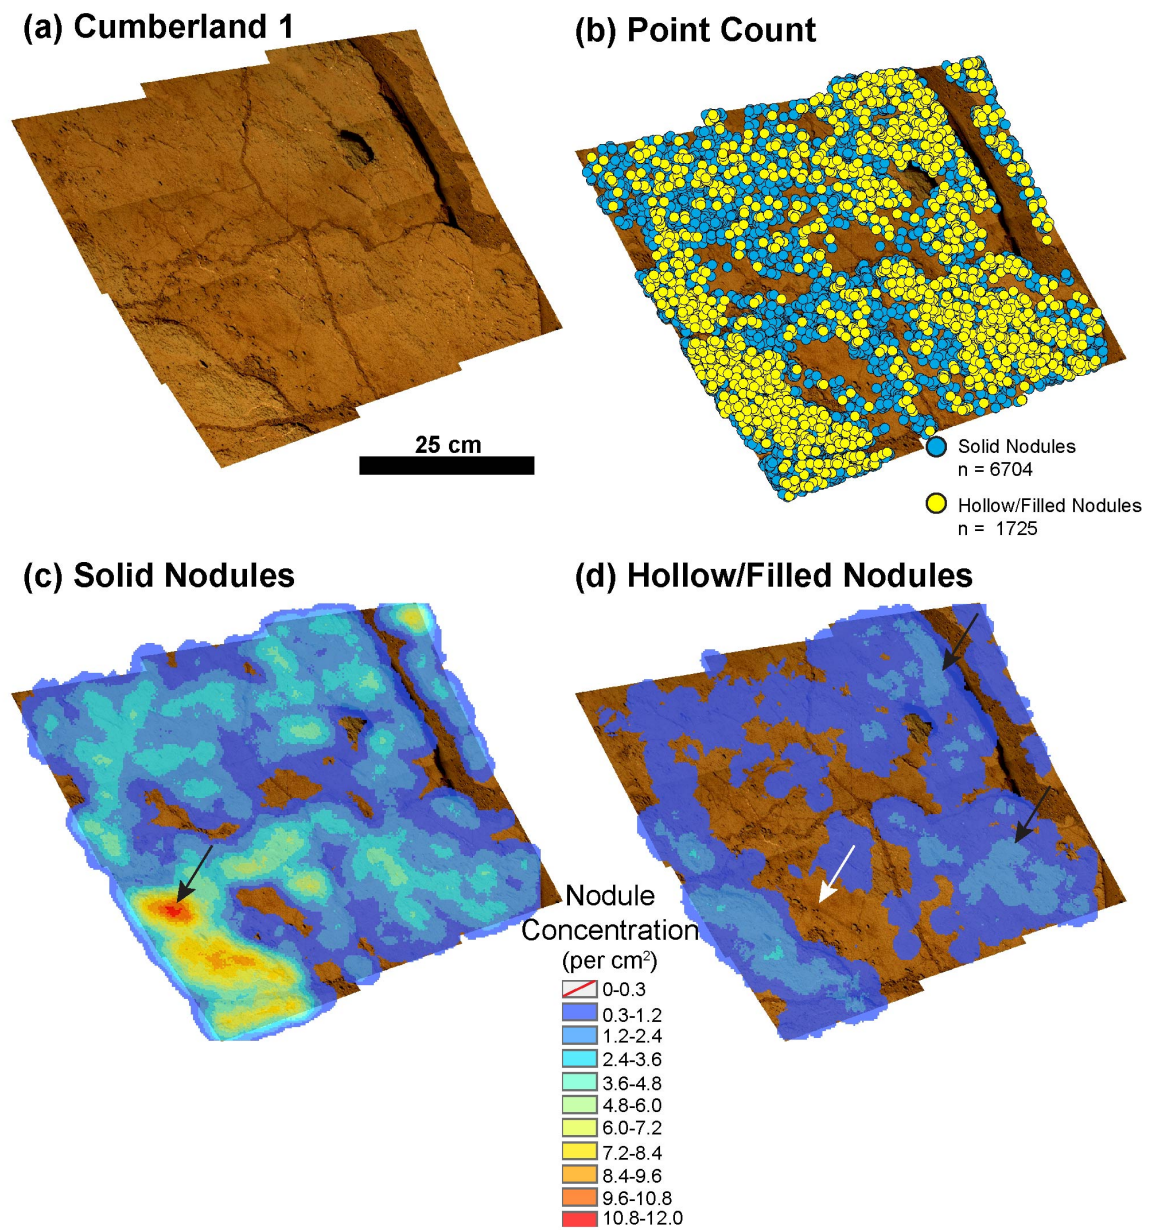 (a) Cumberland 1
(b) Point Count
25 cm
Solid Nodules
n = 6704
Hollow/Filled Nodules
n = 1725
(c) Solid Nodules
(d) Hollow/Filled Nodules
Nodule
Concentration
(per cm²)
0-0.3
0.3-1.2
1.2-2.4
2.4-3.6
3.6-4.8
4.8-6.0
6.0-7.2
7.2-8.4
8.4-9.6
9.6-10.8
10.8-12.0